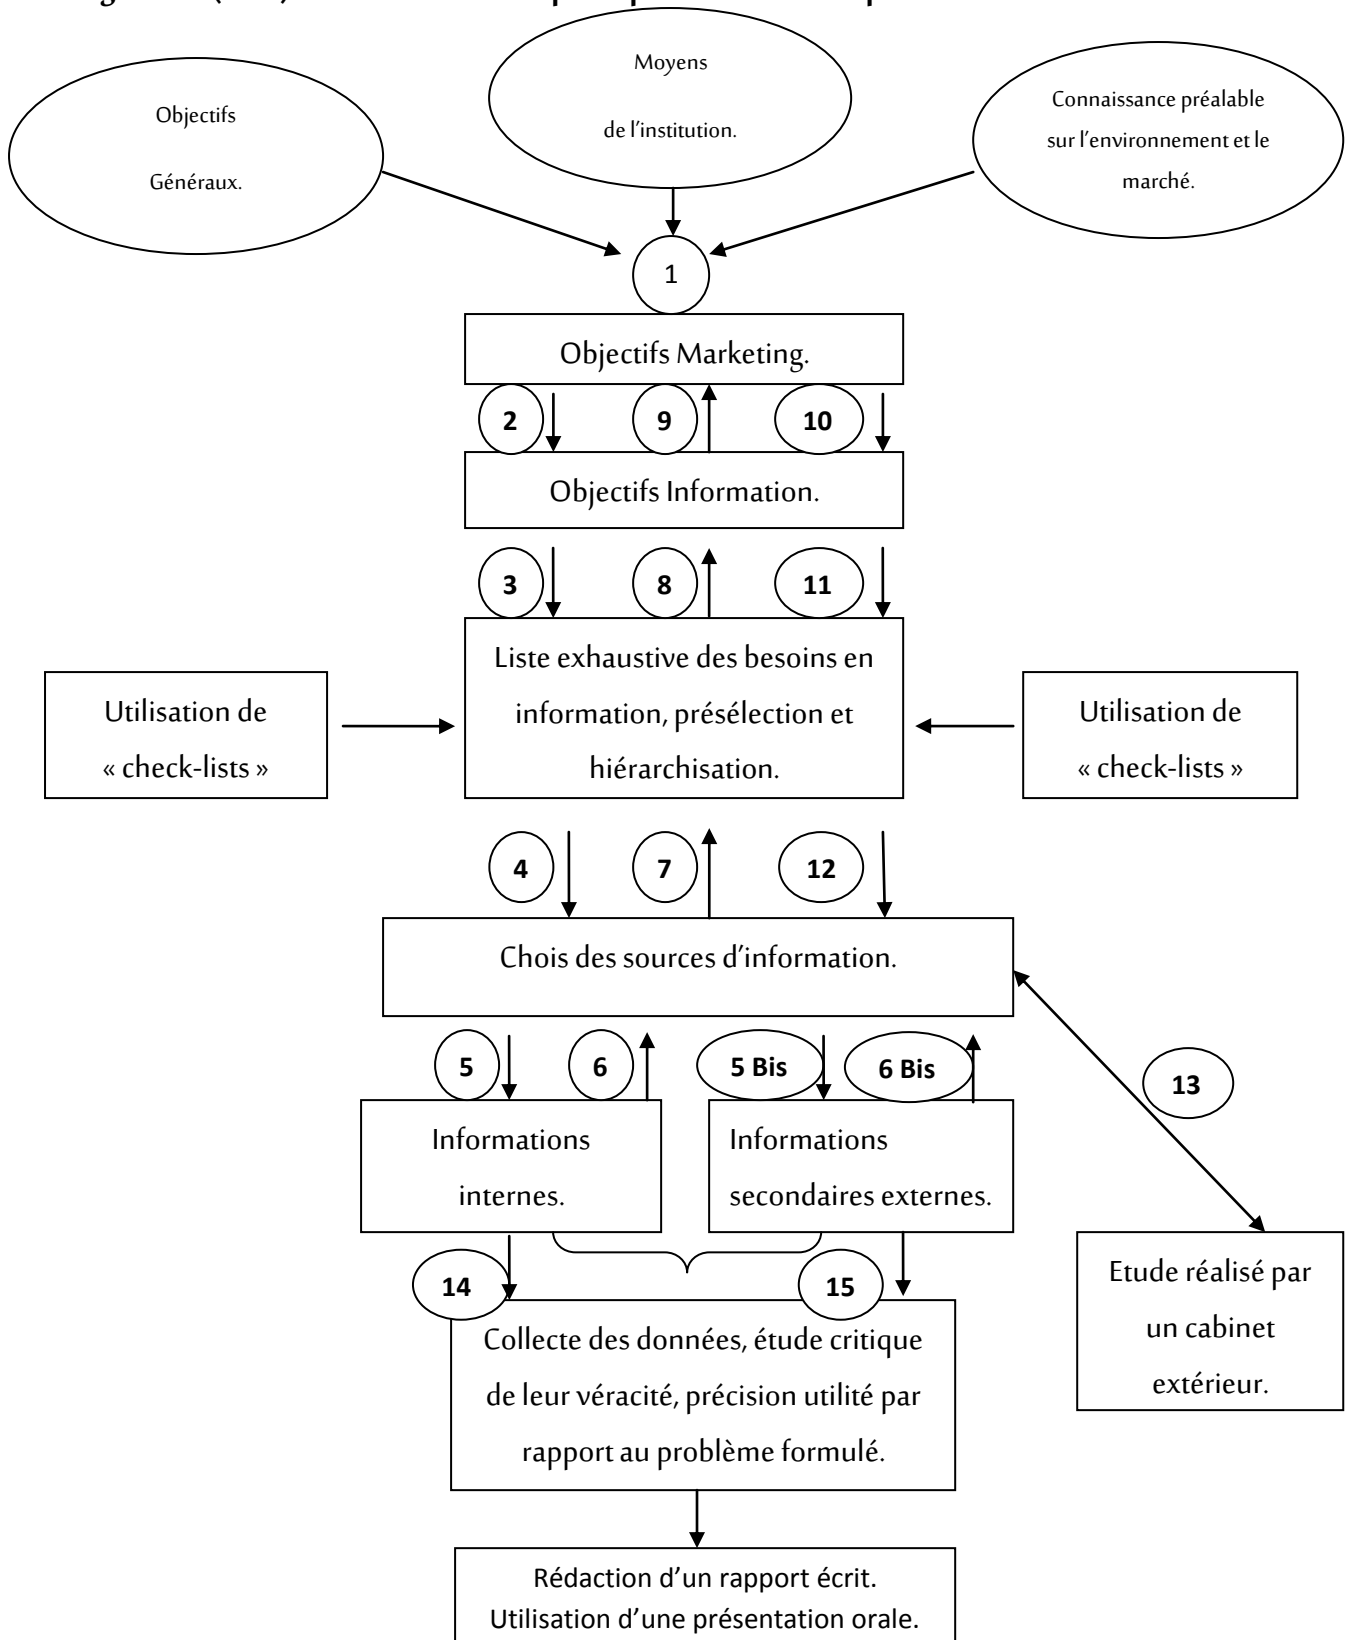 Objectifs
Généraux.
Moyens
de l'institution.
Connaissance préalable
sur l'environnement et le
marché.
1
Objectifs Marketing.
2
9
10
Objectifs Information.
3
8
11
Liste exhaustive des besoins en
information, présélection et
hiérarchisation.
Utilisation de
« check-lists »
Utilisation de
« check-lists »
4
7
12
Chois des sources d'information.
5
6
5 Bis
6 Bis
13
Informations
internes.
Informations
secondaires externes.
Etude réalisé par
un cabinet
extérieur.
14
15
Collecte des données, étude critique
de leur véracité, précision utilité par
rapport au problème formulé.
Rédaction d'un rapport écrit.
Utilisation d'une présentation orale.